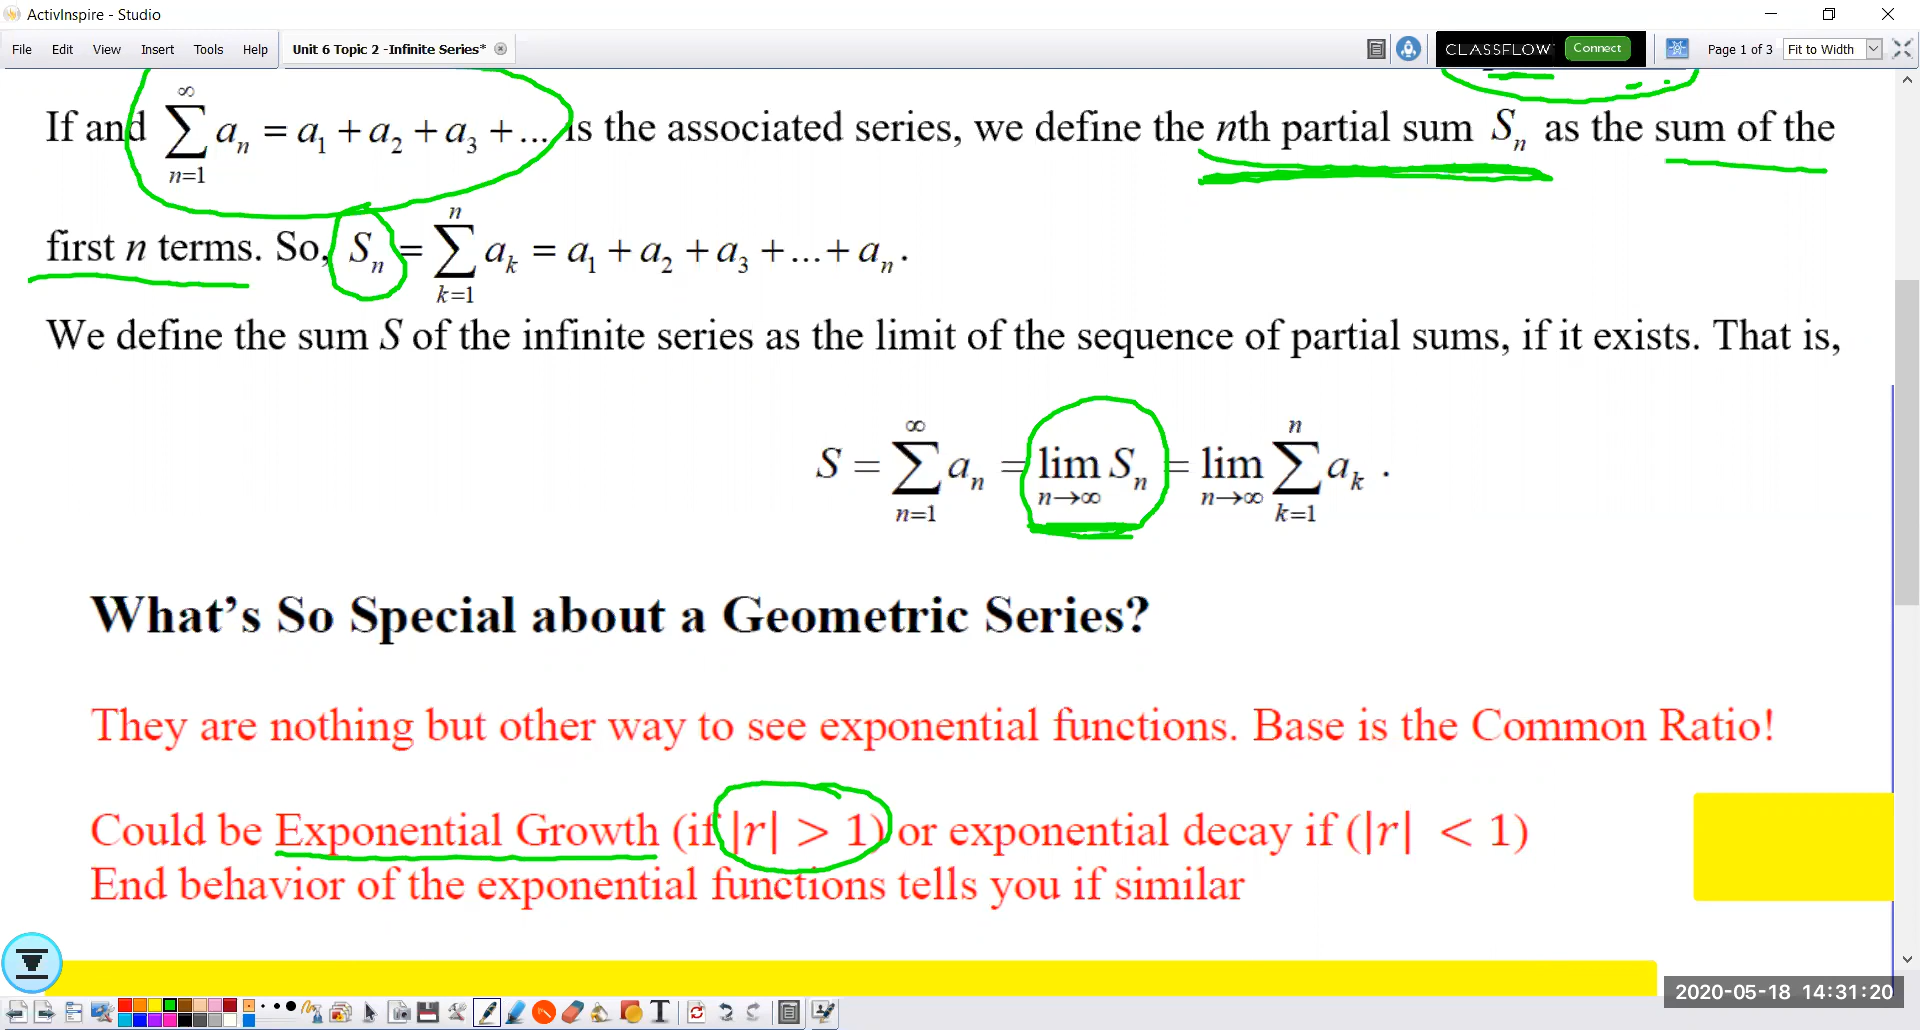 ActivInspire - Studio
File Edit View Insert Tools Help Unit 6 Topic 2 -Infinite Series* CLASSFLOW Connect Page 1 of 3 Fit to Width
If and ∑_{n=1}^{∞} a_n = a_1 + a_2 + a_3 + ... is the associated series, we define the nth partial sum S_n as the sum of the
first n terms. So, S_n = ∑_{k=1}^{n} a_k = a_1 + a_2 + a_3 + ... + a_n.
We define the sum S of the infinite series as the limit of the sequence of partial sums, if it exists. That is,
S = ∑_{n=1}^{∞} a_n = lim_{n→∞} S_n = lim_{n→∞} ∑_{k=1}^{n} a_k .
What's So Special about a Geometric Series?
They are nothing but other way to see exponential functions. Base is the Common Ratio!
Could be Exponential Growth (if |r| > 1) or exponential decay if (|r| < 1)
End behavior of the exponential functions tells you if similar
2020-05-18 14:31:20